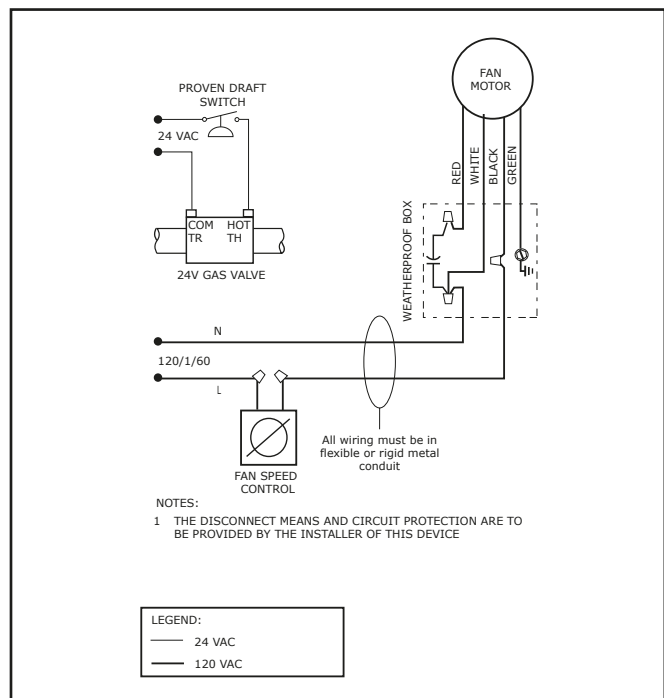 FAN
MOTOR
PROVEN DRAFT
SWITCH
24 VAC
RED
WHITE
BLACK
GREEN
WEATHERPROOF BOX
COM HOT
TR TH
24V GAS VALVE
N
120/1/60
L
All wiring must be in
flexible or rigid metal
conduit
FAN SPEED
CONTROL
NOTES:
1 THE DISCONNECT MEANS AND CIRCUIT PROTECTION ARE TO
BE PROVIDED BY THE INSTALLER OF THIS DEVICE
LEGEND:
24 VAC
120 VAC